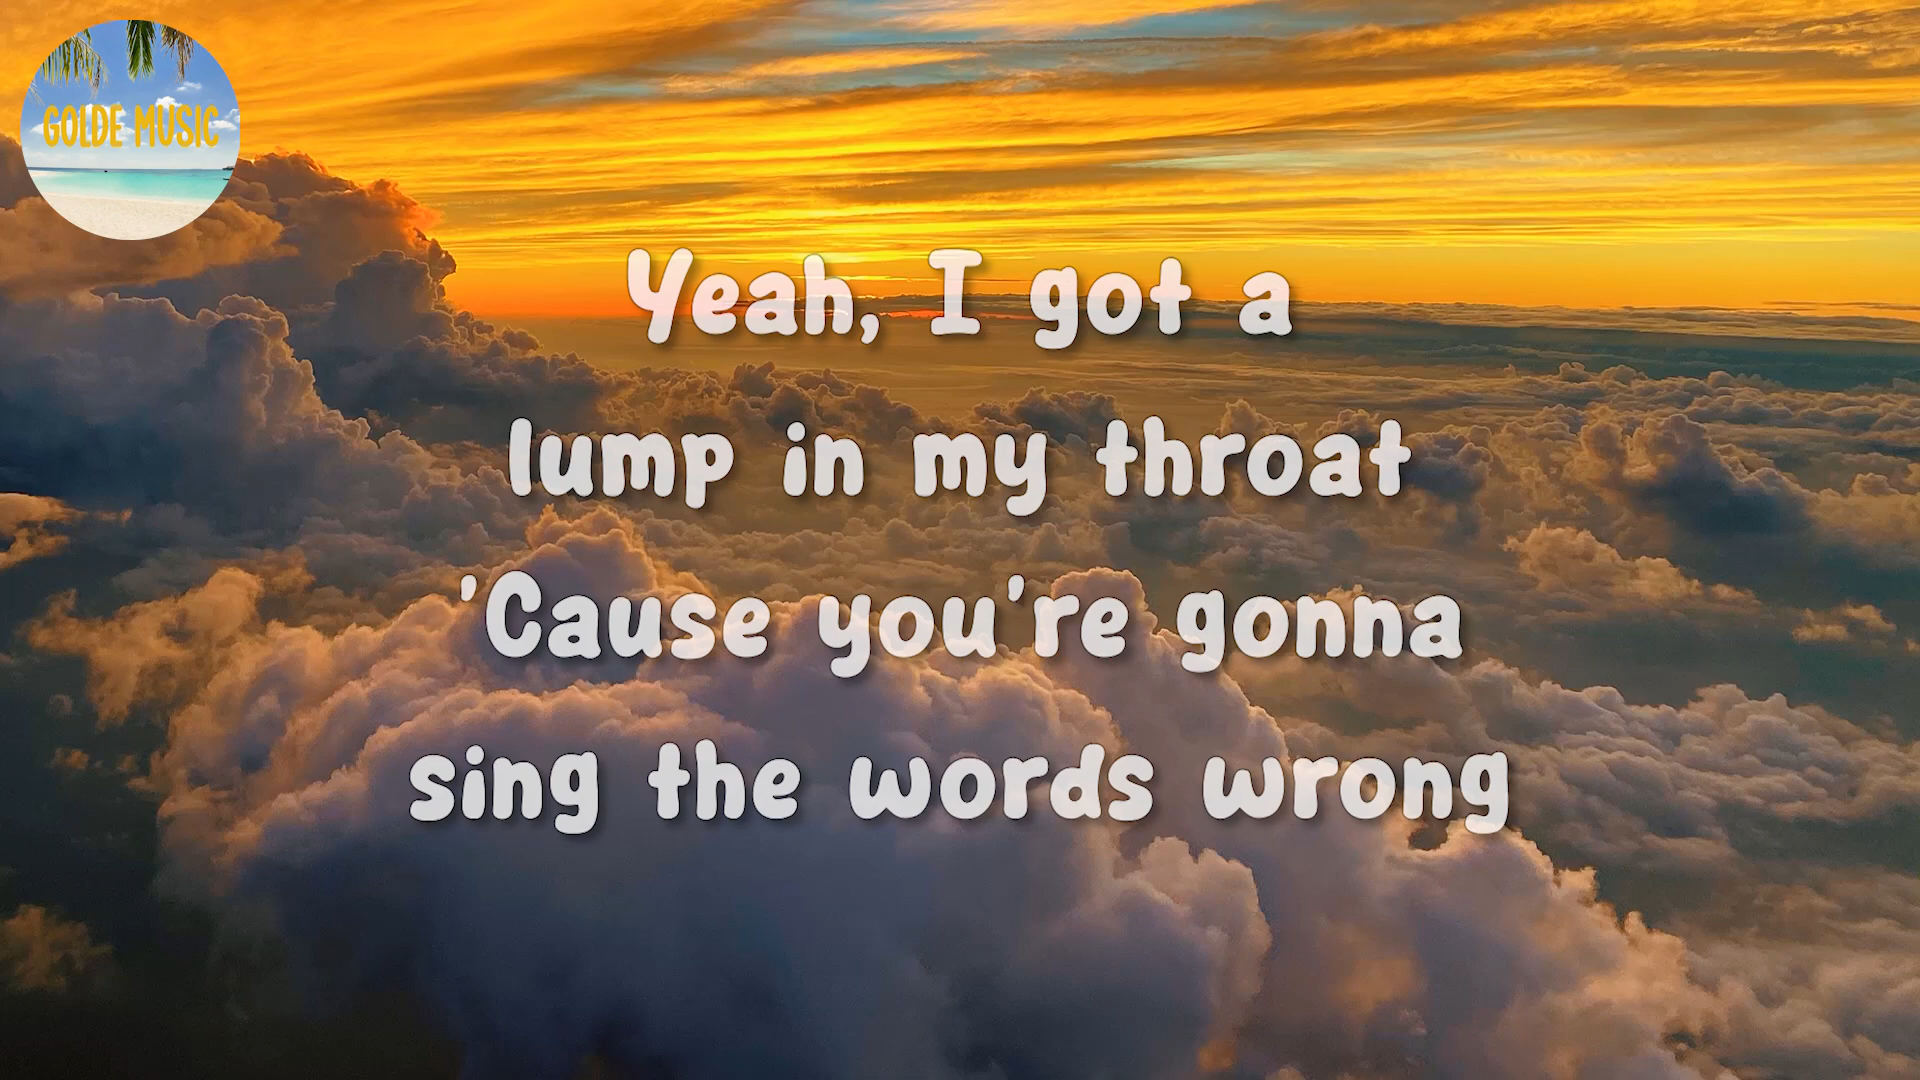 GOLDE MUSIC
Yeah, I got a
lump in my throat
'Cause you're gonna
sing the words wrong